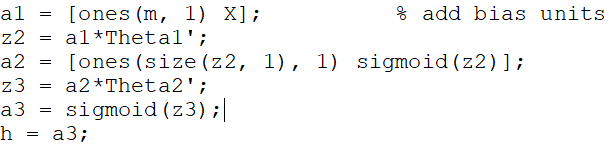 a1 = [ones(m, 1) X];          % add bias units
z2 = a1*Theta1';
a2 = [ones(size(z2, 1), 1) sigmoid(z2)];
z3 = a2*Theta2';
a3 = sigmoid(z3);
h = a3;